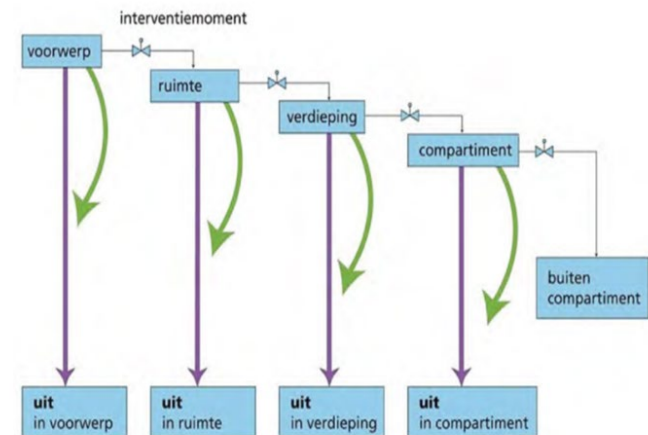 interventiemoment
voorwerp
ruimte
verdieping
compartiment
buiten
compartiment
uit
in voorwerp
uit
in ruimte
uit
in verdieping
uit
in compartiment